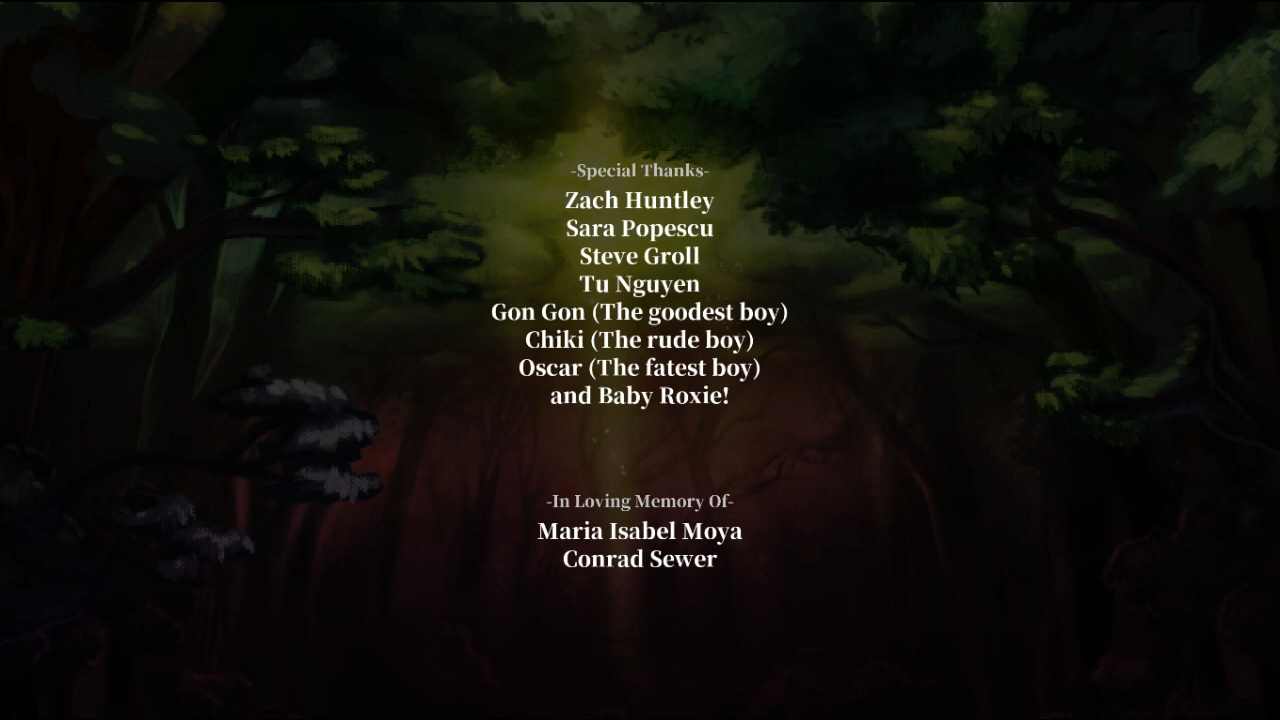 -Special Thanks-
Zach Huntley
Sara Popescu
Steve Groll
Tu Nguyen
Gon Gon (The goodest boy)
Chiki (The rude boy)
Oscar (The fatest boy)
and Baby Roxie!
-In Loving Memory Of-
Maria Isabel Moya
Conrad Sewer